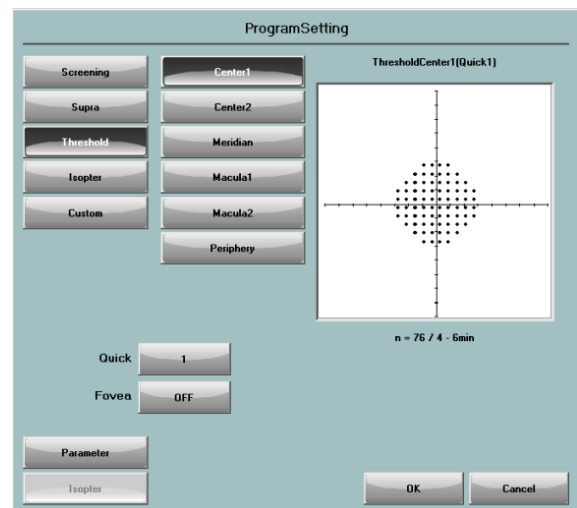 ProgramSetting
Screening
Supra
Threshold
Isopter
Custom
Center1
Center2
Meridian
Macula1
Macula2
Periphery
ThresholdCenter1(Quick1)
n = 76 / 4 - 6min
Quick 1
Fovea OFF
Parameter
Isopter
OK Cancel